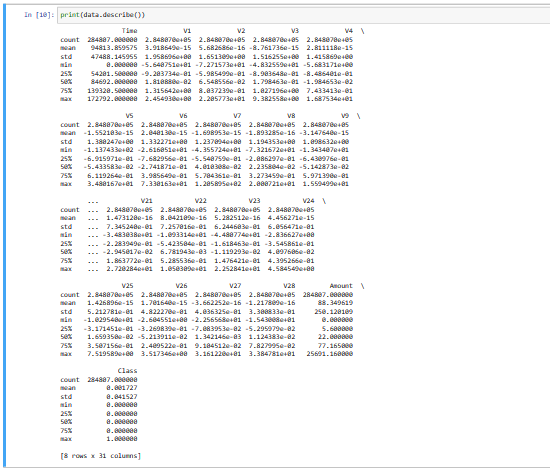 In [10]: print(data.describe())
Time V1 V2 V3 V4 \
count 284807.000000 2.848070e+05 2.848070e+05 2.848070e+05 2.848070e+05
mean 94813.859575 3.918649e-15 5.682686e-16 -8.761736e-15 2.811118e-15
std 47488.145955 1.958696e+00 1.651309e+00 1.516255e+00 1.415869e+00
min 0.000000 -5.640751e+01 -7.271573e+01 -4.832559e+01 -5.683171e+00
25% 54201.500000 -9.203734e-01 -5.985499e-01 -8.903648e-01 -8.486401e-01
50% 84692.000000 1.810880e-02 6.548556e-02 1.798463e-01 -1.984653e-02
75% 139320.500000 1.315642e+00 8.037239e-01 1.027196e+00 7.433413e-01
max 172792.000000 2.454930e+00 2.205773e+01 9.382558e+00 1.687534e+01
V5 V6 V7 V8 V9 \
count 2.848070e+05 2.848070e+05 2.848070e+05 2.848070e+05 2.848070e+05
mean -1.552103e-15 2.040130e-15 -1.698953e-15 -1.893285e-16 -3.147640e-15
std 1.380247e+00 1.332271e+00 1.237094e+00 1.194353e+00 1.098632e+00
min -1.137433e+02 -2.616051e+01 -4.355724e+01 -7.321672e+01 -1.343407e+01
25% -6.915971e-01 -7.682956e-01 -5.540759e-01 -2.086297e-01 -6.430976e-01
50% -5.433583e-02 -2.741871e-01 4.010308e-02 2.235804e-02 -5.142873e-02
75% 6.119264e-01 3.985649e-01 5.704361e-01 3.273459e-01 5.971390e-01
max 3.480167e+01 7.330163e+01 1.205895e+02 2.000721e+01 1.559499e+01
... V21 V22 V23 V24 \
count ... 2.848070e+05 2.848070e+05 2.848070e+05 2.848070e+05
mean ... 1.473120e-16 8.042109e-16 5.282512e-16 4.456271e-15
std ... 7.345240e-01 7.257016e-01 6.244603e-01 6.056471e-01
min ... -3.483038e+01 -1.093314e+01 -4.480774e+01 -2.836627e+00
25% ... -2.283949e-01 -5.423504e-01 -1.618463e-01 -3.545861e-01
50% ... -2.945017e-02 6.781943e-03 -1.119293e-02 4.097606e-02
75% ... 1.863772e-01 5.285536e-01 1.476421e-01 4.395266e-01
max ... 2.720284e+01 1.050309e+01 2.252841e+01 4.584549e+00
V25 V26 V27 V28 Amount \
count 2.848070e+05 2.848070e+05 2.848070e+05 2.848070e+05 284807.000000
mean 1.426896e-15 1.701640e-15 -3.662252e-16 -1.217809e-16 88.349619
std 5.212781e-01 4.822270e-01 4.036325e-01 3.300833e-01 250.120109
min -1.029540e+01 -2.604551e+00 -2.256568e+01 -1.543008e+01 0.000000
25% -3.171451e-01 -3.269839e-01 -7.083953e-02 -5.295979e-02 5.600000
50% 1.659350e-02 -5.213911e-02 1.342146e-03 1.124383e-02 22.000000
75% 3.507156e-01 2.409522e-01 9.104512e-02 7.827995e-02 77.165000
max 7.519589e+00 3.517346e+00 3.161220e+01 3.384781e+01 25691.160000
Class
count 284807.000000
mean 0.001727
std 0.041527
min 0.000000
25% 0.000000
50% 0.000000
75% 0.000000
max 1.000000
[8 rows x 31 columns]